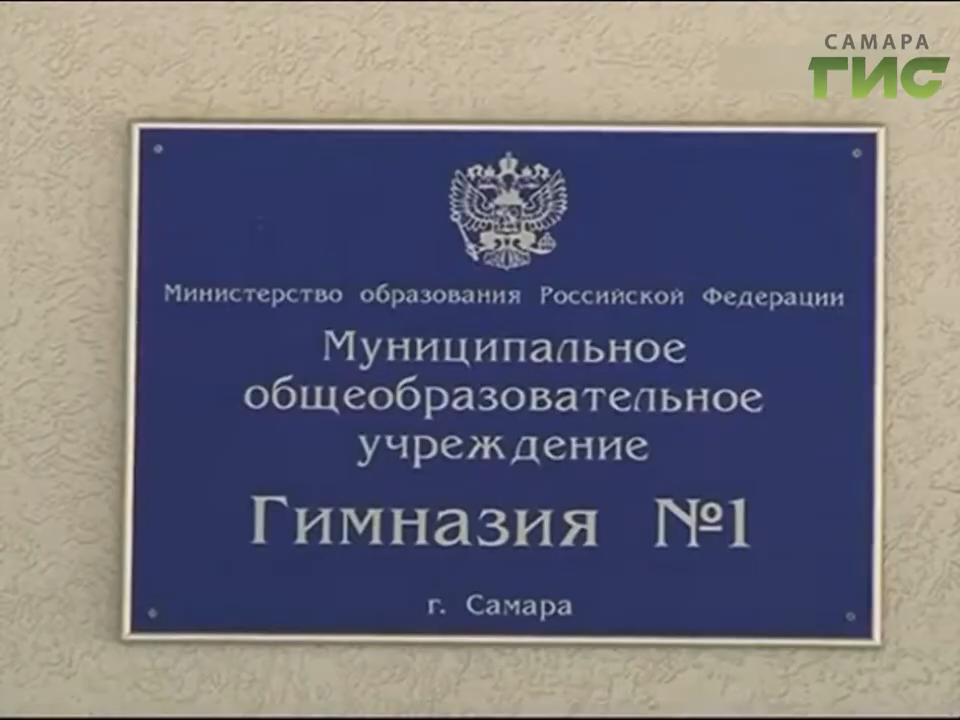 САМАРА
ГИС
Министерство образования Российской Федерации
Муниципальное
общеобразовательное
учреждение
Гимназия №1
г. Самара